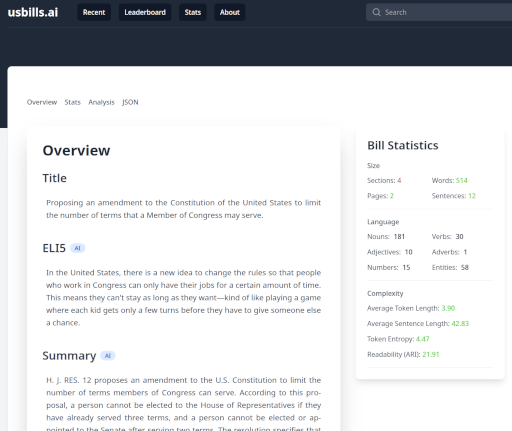 usbills.ai
Recent
Leaderboard
Stats
About
Search
Overview Stats Analysis JSON
Overview
Title
Proposing an amendment to the Constitution of the United States to limit
the number of terms that a Member of Congress may serve.
ELI5 AI
In the United States, there is a new idea to change the rules so that people
who work in Congress can only have their jobs for a certain amount of time.
This means they can't stay as long as they want—kind of like playing a game
where each kid gets only a few turns before they have to give someone else
a chance.
Summary AI
H. J. RES. 12 proposes an amendment to the U.S. Constitution to limit the
number of terms members of Congress can serve. According to this pro-
posal, a person cannot be elected to the House of Representatives if they
have already served three terms, and a person cannot be elected or ap-
pointed to the Senate after serving two terms. The resolution specifies that
Bill Statistics
Size
Sections: 4 Words: 514
Pages: 2 Sentences: 12
Language
Nouns: 181 Verbs: 30
Adjectives: 10 Adverbs: 1
Numbers: 15 Entities: 58
Complexity
Average Token Length: 3.90
Average Sentence Length: 42.83
Token Entropy: 4.47
Readability (ARI): 21.91